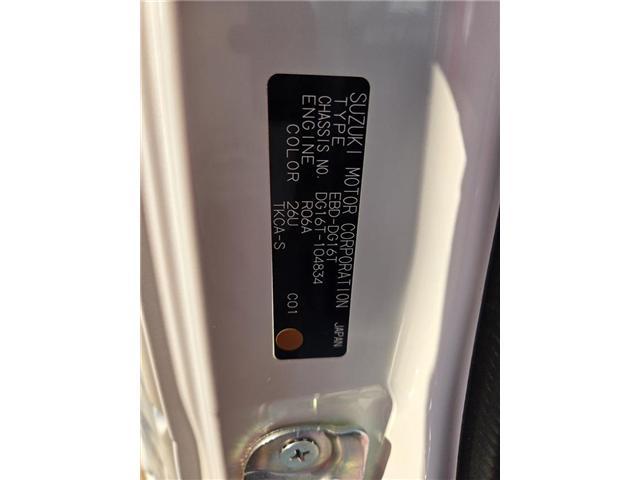 SUZUKI MOTOR CORPORATION JAPAN
TYPE EBD-DG16T
CHASSIS NO. DG16T-104834
ENGINE R06A
COLOR 26U C01
TKCA-S